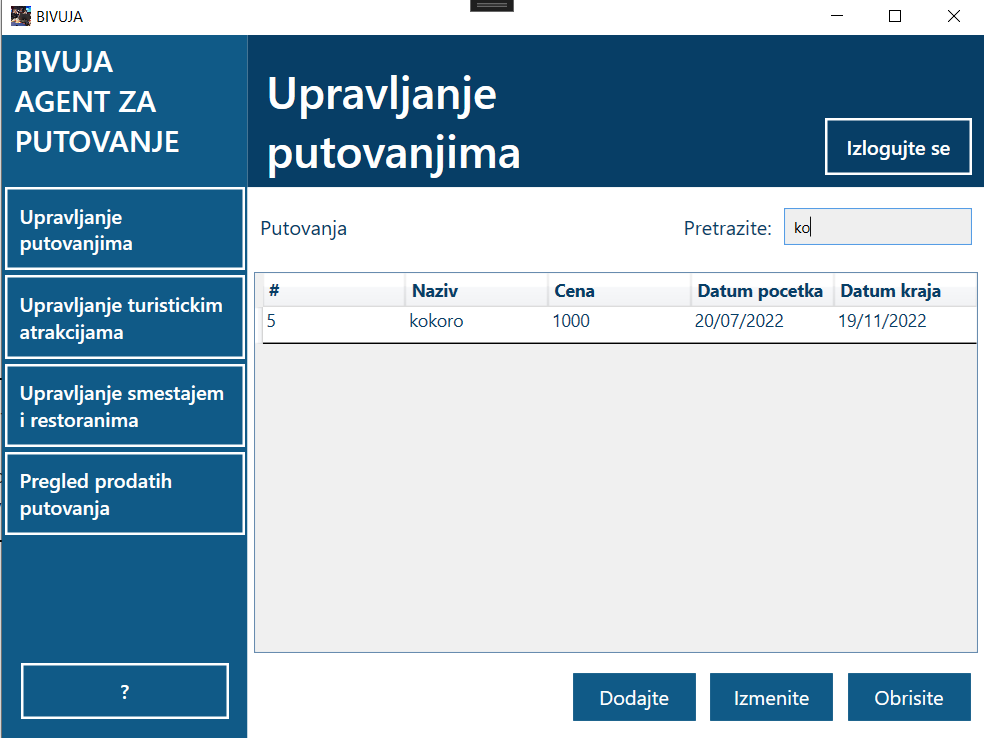 BIVUJA
BIVUJA
AGENT ZA
PUTOVANJE
Upravljanje
putovanjima
Izlogujte se
Upravljanje
putovanjima
Upravljanje turistickim
atrakcijama
Upravljanje smestajem
i restoranima
Pregled prodatih
putovanja
?
Putovanja
Pretrazite: ko
# Naziv Cena Datum pocetka Datum kraja
5 kokoro 1000 20/07/2022 19/11/2022
Dodajte Izmenite Obrisite